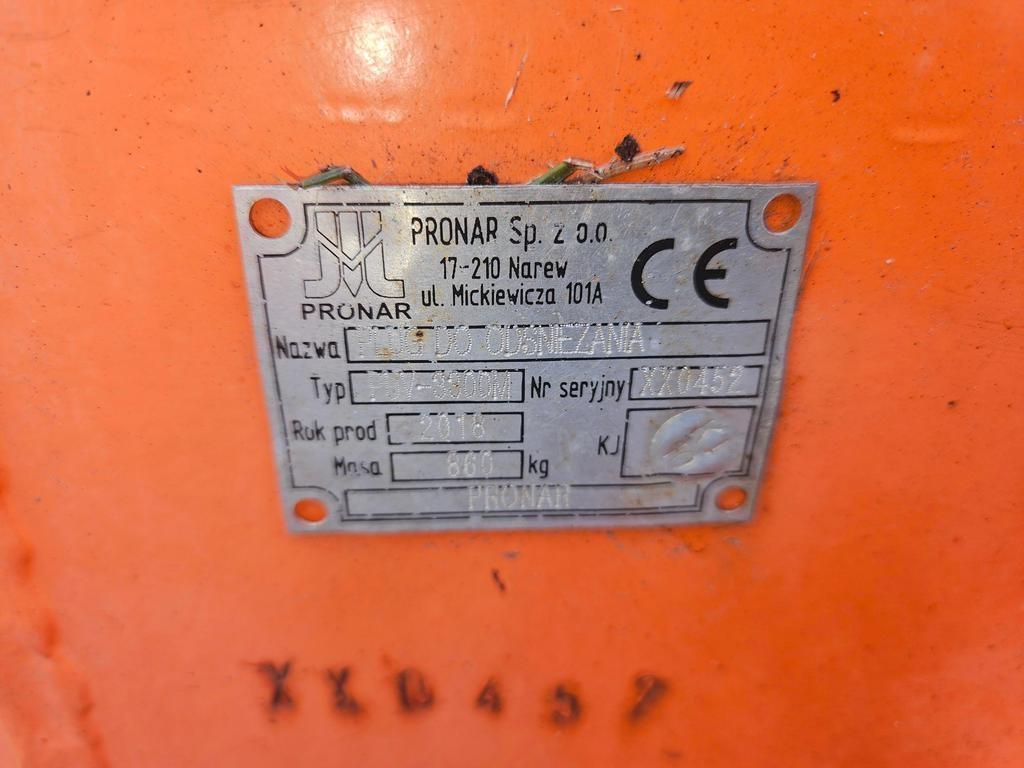 PRONAR Sp. z o.o.
17-210 Narew
ul. Mickiewicza 101A
CE
PRONAR
Nazwa PŁUG DO ODŚNIEŻANIA
Typ Nr seryjny XX0452
Rok prod 2018
KJ
Masa 860 kg
PRONAR
XX0452